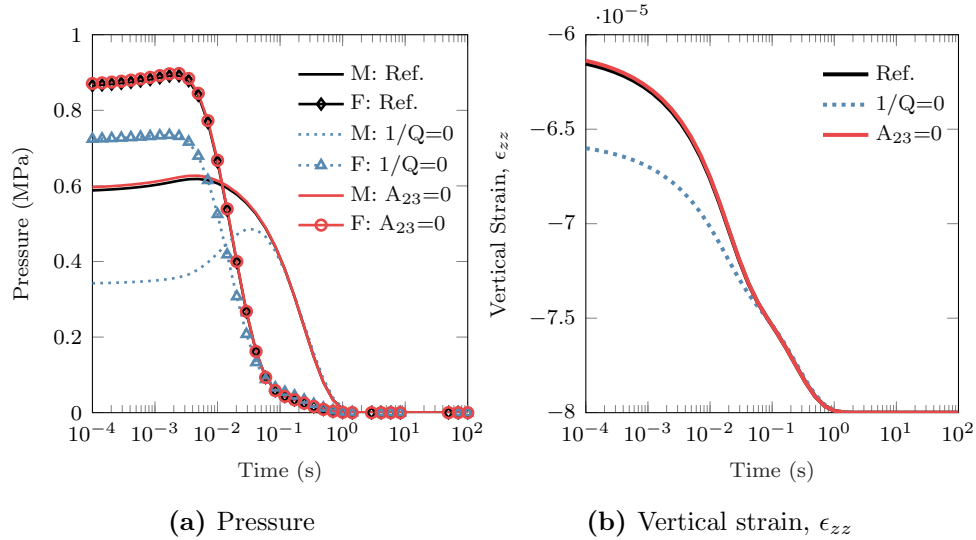 1
0.8
0.6
0.4
0.2
0
10⁻⁴ 10⁻³ 10⁻² 10⁻¹ 10⁰ 10¹ 10²
Time (s)
Pressure (MPa)
M: Ref.
F: Ref.
M: 1/Q=0
F: 1/Q=0
M: A₂₃=0
F: A₂₃=0
(a) Pressure
·10⁻⁵
−6
−6.5
−7
−7.5
−8
10⁻⁴ 10⁻³ 10⁻² 10⁻¹ 10⁰ 10¹ 10²
Time (s)
Vertical Strain, ϵzz
Ref.
1/Q=0
A₂₃=0
(b) Vertical strain, ϵzz